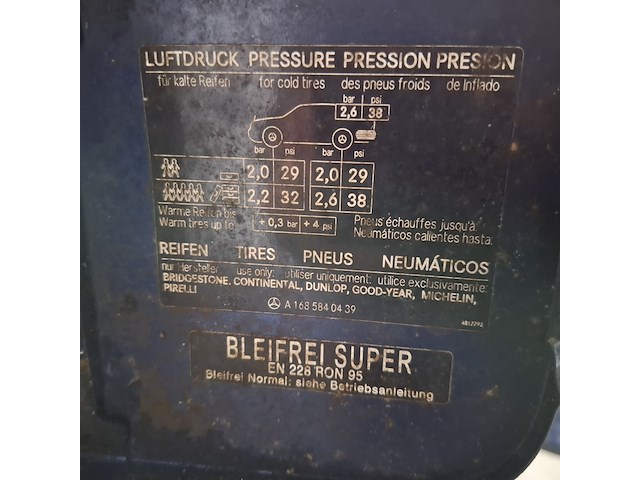 LUFTDRUCK PRESSURE PRESSION PRESION
für kalte Reifen for cold tires des pneus froids de Inflado
bar psi
2,6 38
bar psi bar psi
2,0 29 2,0 29
2,2 32 2,6 38
Warme Reifen bis Pneus échauffes jusqu'à:
Warm tires up to + 0,3 bar + 4 psi Neumáticos calientes hasta:
REIFEN TIRES PNEUS NEUMÁTICOS
nur Hersteller use only: utiliser uniquement: utilice exclusivamente:
BRIDGESTONE, CONTINENTAL, DUNLOP, GOOD-YEAR, MICHELIN,
PIRELLI
A 168 584 04 39
4817792
BLEIFREI SUPER
EN 228 RON 95
Bleifrei Normal: siehe Betriebsanleitung